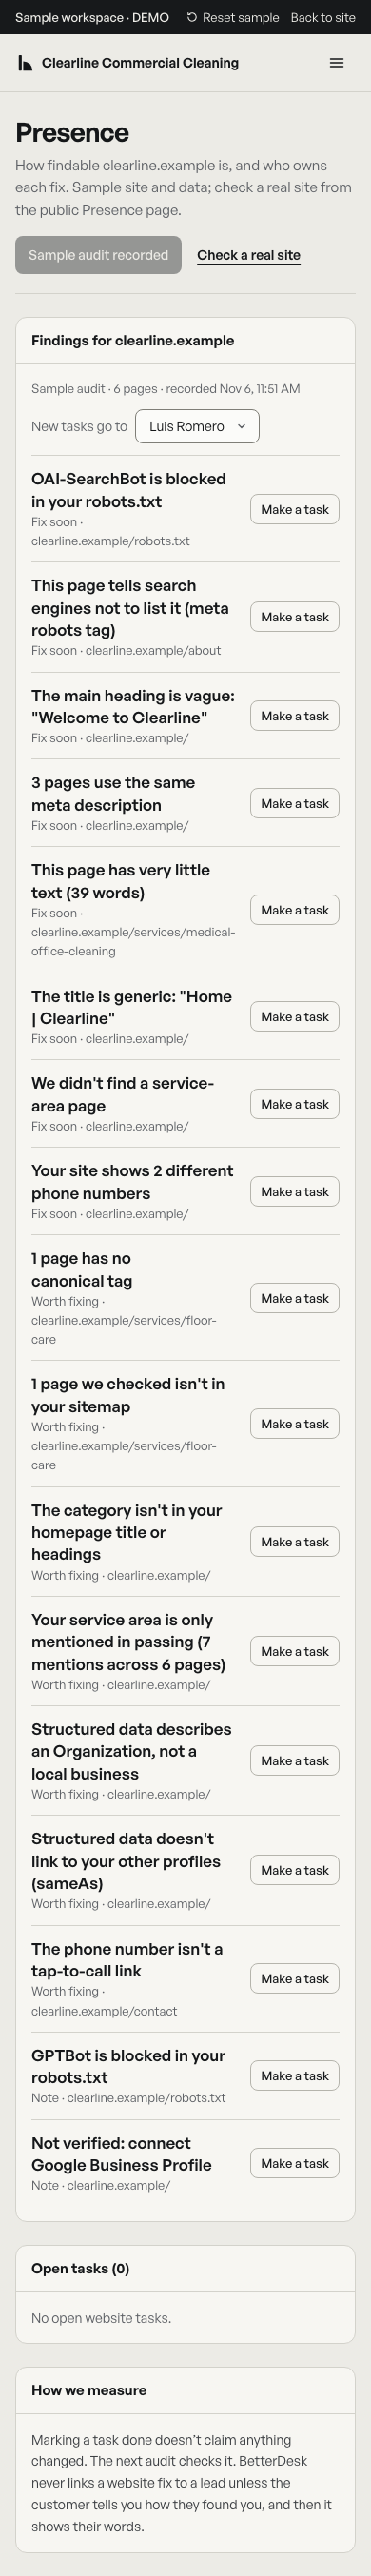 Sample workspace · DEMO
Reset sample
Back to site
Clearline Commercial Cleaning
Presence
How findable clearline.example is, and who owns
each fix. Sample site and data; check a real site from
the public Presence page.
Sample audit recorded
Check a real site
Findings for clearline.example
Sample audit · 6 pages · recorded Nov 6, 11:51 AM
New tasks go to
Luis Romero
OAI-SearchBot is blocked
in your robots.txt
Fix soon ·
clearline.example/robots.txt
Make a task
This page tells search
engines not to list it (meta
robots tag)
Fix soon · clearline.example/about
Make a task
The main heading is vague:
"Welcome to Clearline"
Fix soon · clearline.example/
Make a task
3 pages use the same
meta description
Fix soon · clearline.example/
Make a task
This page has very little
text (39 words)
Fix soon ·
clearline.example/services/medical-
office-cleaning
Make a task
The title is generic: "Home
| Clearline"
Fix soon · clearline.example/
Make a task
We didn't find a service-
area page
Fix soon · clearline.example/
Make a task
Your site shows 2 different
phone numbers
Fix soon · clearline.example/
Make a task
1 page has no
canonical tag
Worth fixing ·
clearline.example/services/floor-
care
Make a task
1 page we checked isn't in
your sitemap
Worth fixing ·
clearline.example/services/floor-
care
Make a task
The category isn't in your
homepage title or
headings
Worth fixing · clearline.example/
Make a task
Your service area is only
mentioned in passing (7
mentions across 6 pages)
Worth fixing · clearline.example/
Make a task
Structured data describes
an Organization, not a
local business
Worth fixing · clearline.example/
Make a task
Structured data doesn't
link to your other profiles
(sameAs)
Worth fixing · clearline.example/
Make a task
The phone number isn't a
tap-to-call link
Worth fixing ·
clearline.example/contact
Make a task
GPTBot is blocked in your
robots.txt
Note · clearline.example/robots.txt
Make a task
Not verified: connect
Google Business Profile
Note · clearline.example/
Make a task
Open tasks (0)
No open website tasks.
How we measure
Marking a task done doesn't claim anything
changed. The next audit checks it. BetterDesk
never links a website fix to a lead unless the
customer tells you how they found you, and then it
shows their words.